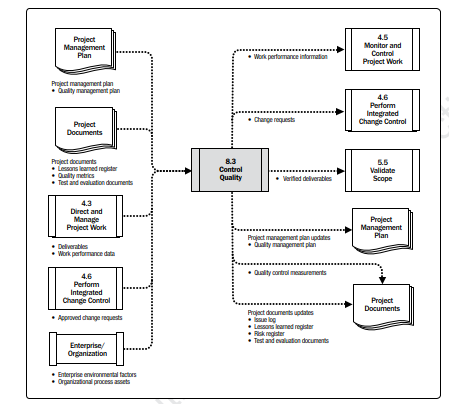 Project
Management
Plan
Project management plan
• Quality management plan
Project
Documents
Project documents
• Lessons learned register
• Quality metrics
• Test and evaluation documents
4.3
Direct and
Manage
Project Work
• Deliverables
• Work performance data
4.6
Perform
Integrated
Change Control
• Approved change requests
Enterprise/
Organization
• Enterprise environmental factors
• Organizational process assets
8.3
Control
Quality
• Work performance information
4.5
Monitor and
Control
Project Work
• Change requests
4.6
Perform
Integrated
Change Control
• Verified deliverables
5.5
Validate
Scope
Project management plan updates
• Quality management plan
Project
Management
Plan
• Quality control measurements
Project documents updates
• Issue log
• Lessons learned register
• Risk register
• Test and evaluation documents
Project
Documents